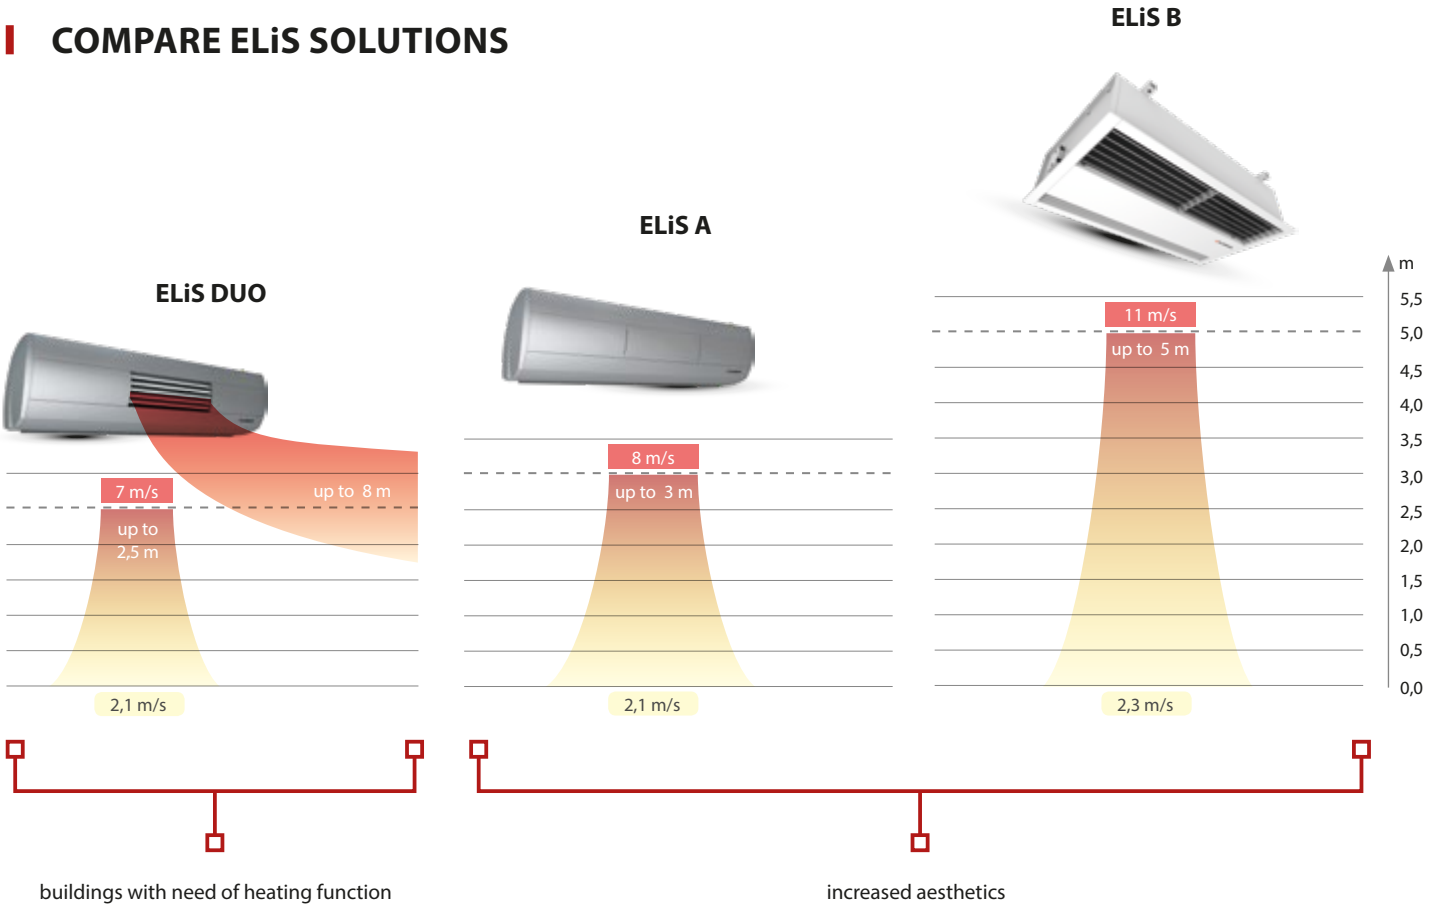 COMPARE ELiS SOLUTIONS
ELiS B
ELiS A
ELiS DUO
m
5,5
5,0
4,5
4,0
3,5
3,0
2,5
2,0
1,5
1,0
0,5
0,0
7 m/s
up to
2,5 m
up to 8 m
2,1 m/s
8 m/s
up to 3 m
2,1 m/s
11 m/s
up to 5 m
2,3 m/s
buildings with need of heating function
increased aesthetics